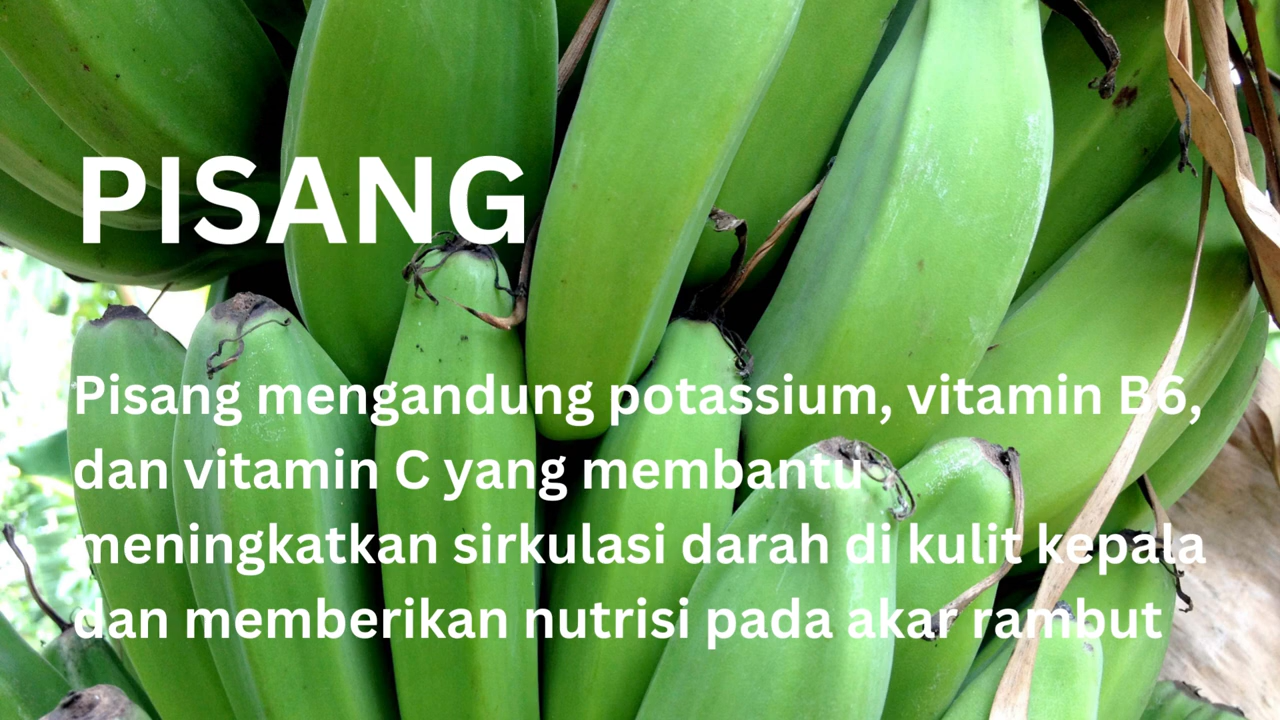 PISANG
Pisang mengandung potassium, vitamin B6,
dan vitamin C yang membantu
meningkatkan sirkulasi darah di kulit kepala
dan memberikan nutrisi pada akar rambut